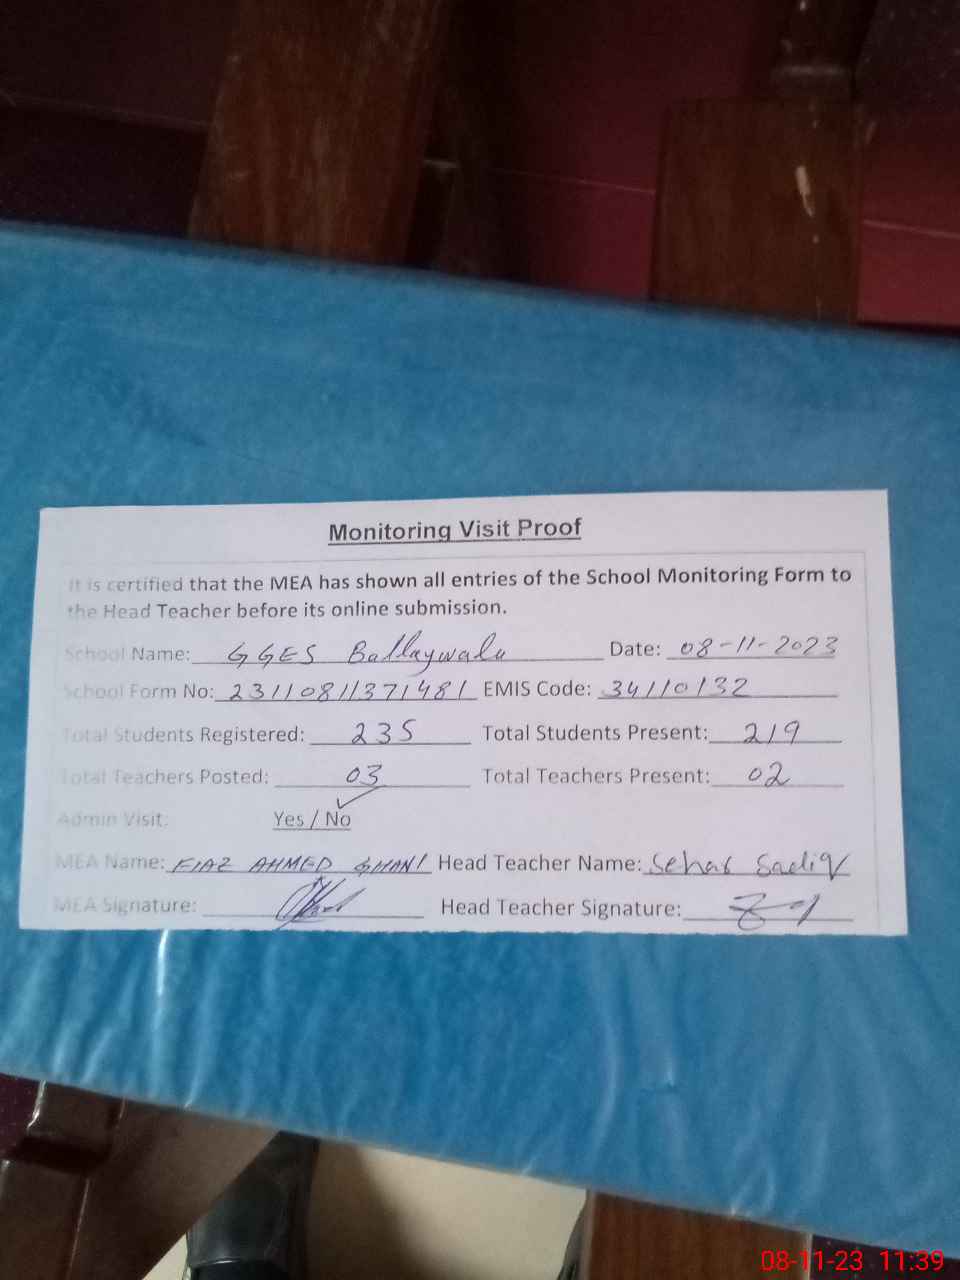 Monitoring Visit Proof
It is certified that the MEA has shown all entries of the School Monitoring Form to
the Head Teacher before its online submission.
School Name: GGES Ballaywala Date: 08-11-2023
School Form No: 23110811371481 EMIS Code: 34110132
Total Students Registered: 235 Total Students Present: 219
Total Teachers Posted: 03 Total Teachers Present: 02
Admin Visit: Yes / No
MEA Name: FIAZ AHMED GHANI Head Teacher Name: Sehar Sadiq
MEA Signature: Head Teacher Signature:
08-11-23 11:39